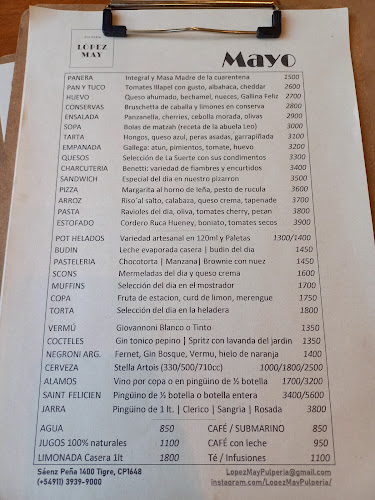 LOPEZ
MAY
Mayo
PANERA Integral y Masa Madre de la cuarentena 1500
PAN Y TUCO Tomates Illapel con gusto, albahaca, cheddar 2600
HUEVO Queso ahumado, bechamel, nueces, Gallina Feliz 2700
CONSERVAS Bruschetta de caballa y limones en conserva 2800
ENSALADA Panzanella, cherries, cebolla morada, olivas 2900
SOPA Bolas de matzah (receta de la abuela Leo) 3000
TARTA Hongos, queso azul, peras asadas, garrapiñada 3100
EMPANADA Gallega: atun, pimientos, tomate, huevo 3200
QUESOS Selección de La Suerte con sus condimentos 3300
CHARCUTERIA Benetti: variedad de fiambres y encurtidos 3400
SANDWICH Especial del día en nuestro pizarron 3500
PIZZA Margarita al horno de leña, pesto de rucula 3600
ARROZ Riso´al salto, calabaza, queso crema, tapenade 3700
PASTA Ravioles del día, oliva, tomates cherry, pecan 3800
ESTOFADO Cordero Ruca Hueney, boniato, tomates secos 3900
POT HELADOS Variedad artesanal en 120ml y Paletas 1300/1400
BUDIN Leche evaporada casera | budin del día 1450
PASTELERIA Chocotorta | Manzana| Brownie con nuez 1450
SCONS Mermeladas del dia y queso crema 1600
MUFFINS Selección del dia en el mostrador 1700
COPA Fruta de estacion, curd de limon, merengue 1750
TORTA Selección del dia en la heladera 1800
VERMÚ Giovannoni Blanco o Tinto 1350
COCTELES Gin tonico pepino | Spritz con lavanda del jardin 1350
NEGRONI ARG. Fernet, Gin Bosque, Vermu, hielo de naranja 1400
CERVEZA Stella Artois (330/500/710cc) 1000/1800/2500
ALAMOS Vino por copa o en pingüino de ½ botella 1700/3200
SAINT FELICIEN Pingüino de ½ botella o botella entera 3400/5600
JARRA Pingüino de 1 lt. | Clerico | Sangria | Rosada 3800
AGUA 850 CAFÉ / SUBMARINO 850
JUGOS 100% naturales 1100 CAFÉ con leche 950
LIMONADA Casera 1lt 1800 Té / Infusiones 1100
Sáenz Peña 1400 Tigre, CP1648 LopezMayPulperia@gmail.com
(+54911) 3939-9000 instagram.com/LopezMayPulperia/